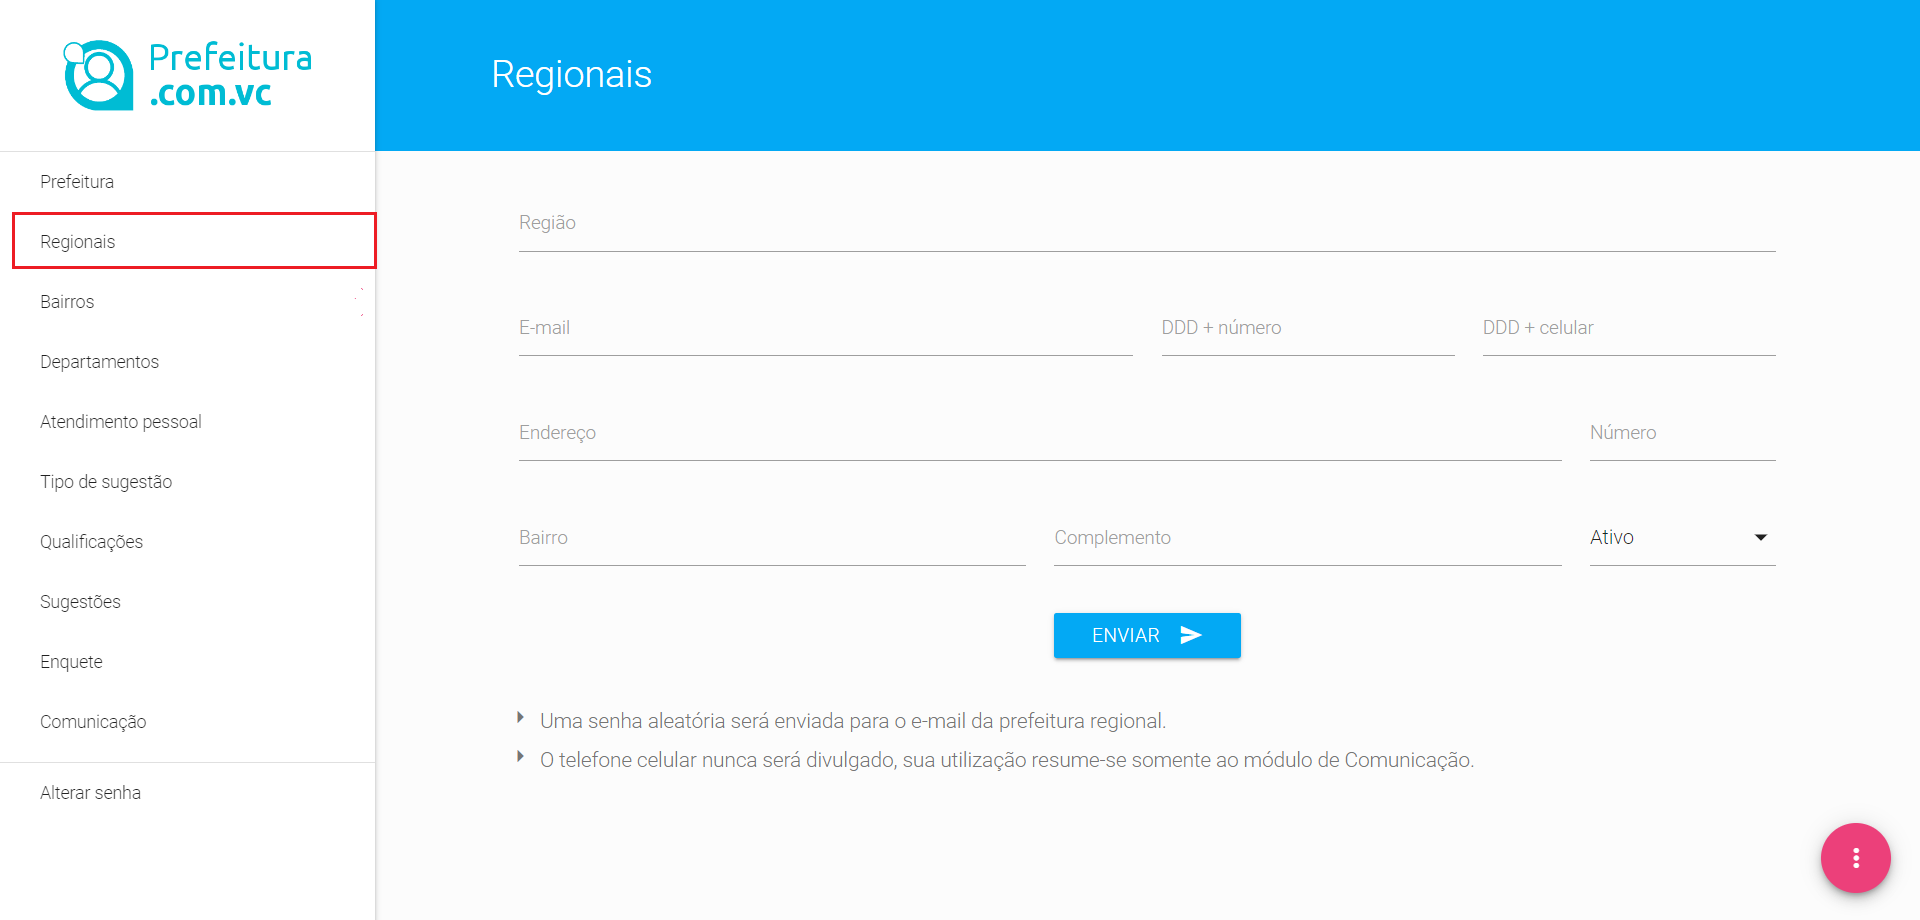 Prefeitura
.com.vc
Regionais
Prefeitura
Regionais
Bairros
Departamentos
Atendimento pessoal
Tipo de sugestão
Qualificações
Sugestões
Enquete
Comunicação
Alterar senha
Região
E-mail DDD + número DDD + celular
Endereço Número
Bairro Complemento Ativo
ENVIAR
Uma senha aleatória será enviada para o e-mail da prefeitura regional.
O telefone celular nunca será divulgado, sua utilização resume-se somente ao módulo de Comunicação.